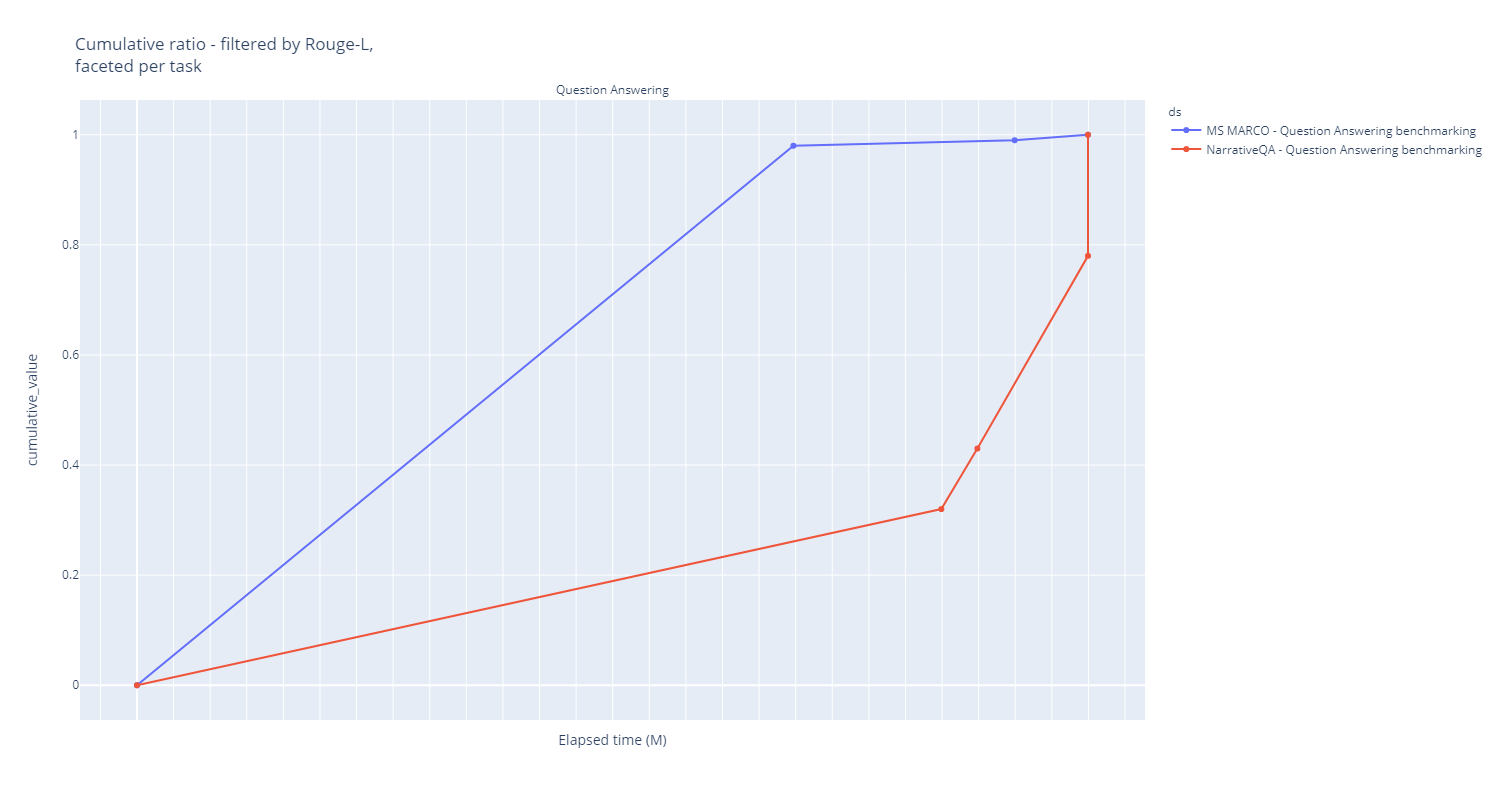 Cumulative ratio - filtered by Rouge-L,
faceted per task
Question Answering
ds
MS MARCO - Question Answering benchmarking
NarrativeQA - Question Answering benchmarking
1
0.8
0.6
0.4
0.2
0
cumulative_value
Elapsed time (M)